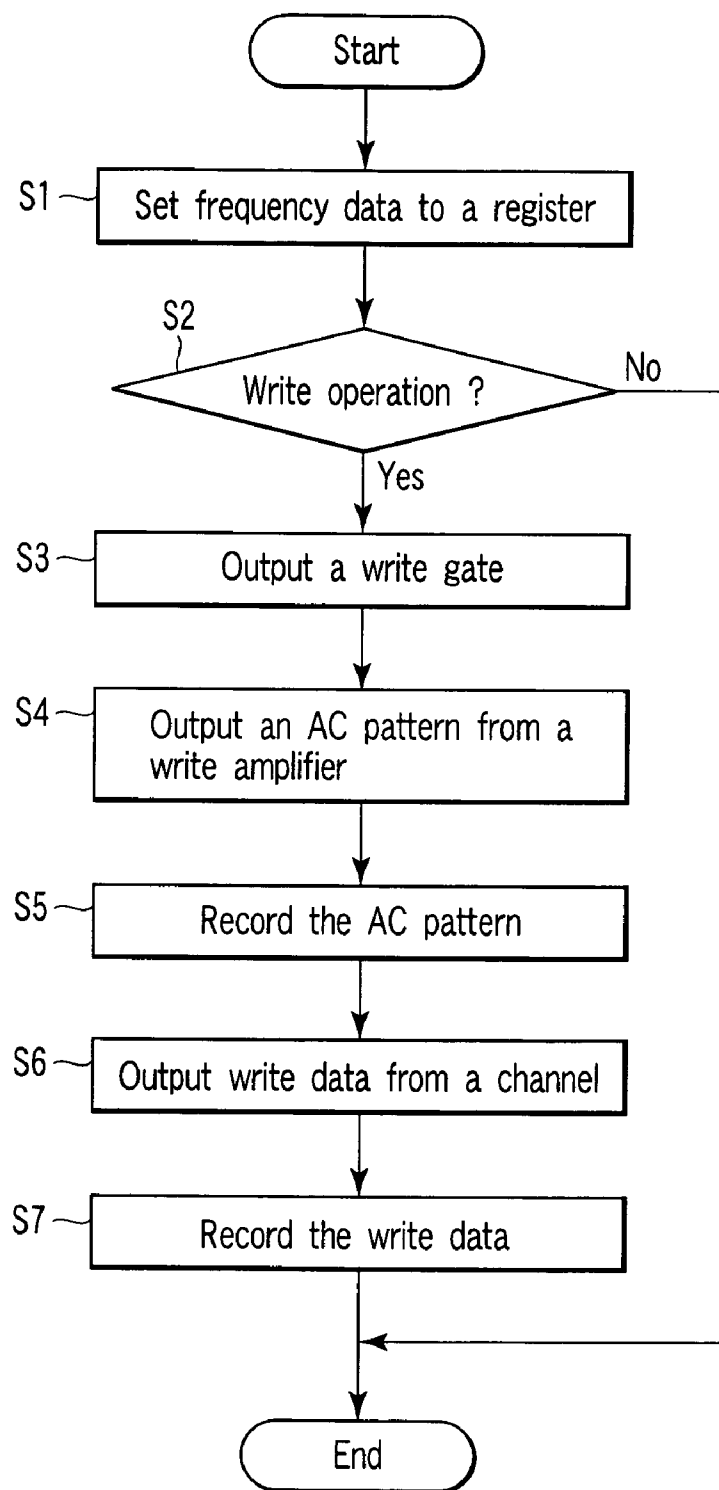 Start
S1
Set frequency data to a register
S2
Write operation ?
No
Yes
S3
Output a write gate
S4
Output an AC pattern from a
write amplifier
S5
Record the AC pattern
S6
Output write data from a channel
S7
Record the write data
End